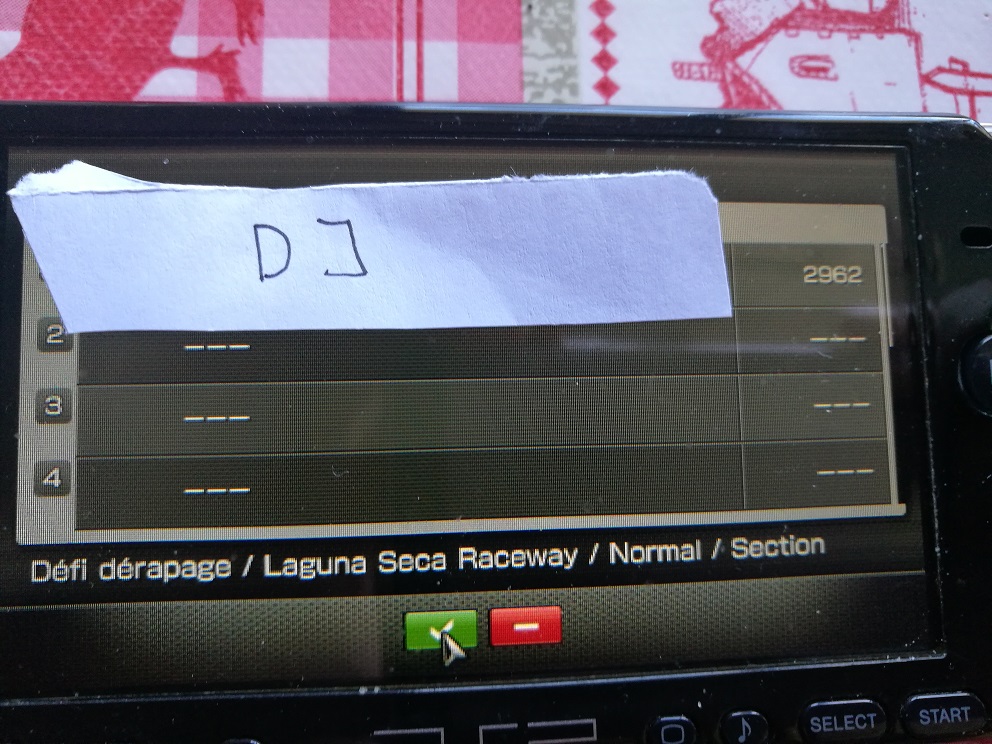 DJ
2962
2 --- ---
3 --- ---
4 --- ---
Défi dérapage / Laguna Seca Raceway / Normal / Section
SELECT START